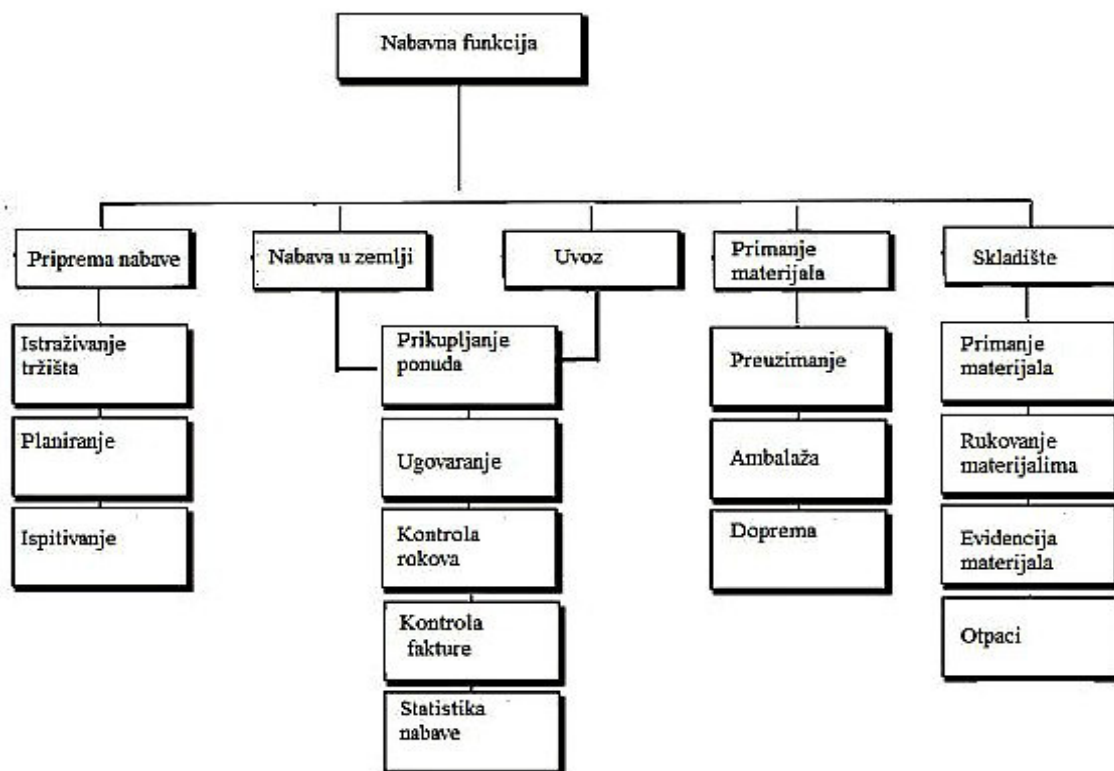 Nabavna funkcija
Priprema nabave
Nabava u zemlji
Uvoz
Primanje
materijala
Skladište
Istraživanje
tržišta
Planiranje
Ispitivanje
Prikupljanje
ponuda
Ugovaranje
Kontrola
rokova
Kontrola
fakture
Statistika
nabave
Preuzimanje
Ambalaža
Doprema
Primanje
materijala
Rukovanje
materijalima
Evidencija
materijala
Otpaci